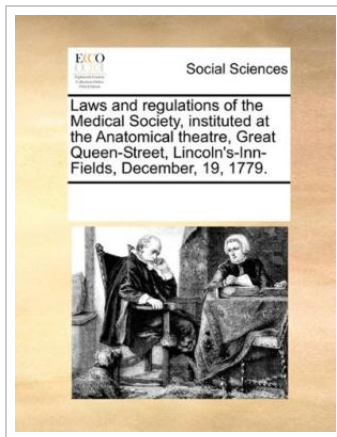 ECCO
Social Sciences
Laws and regulations of the
Medical Society, instituted at
the Anatomical theatre, Great
Queen-Street, Lincoln's-Inn-
Fields, December, 19, 1779.